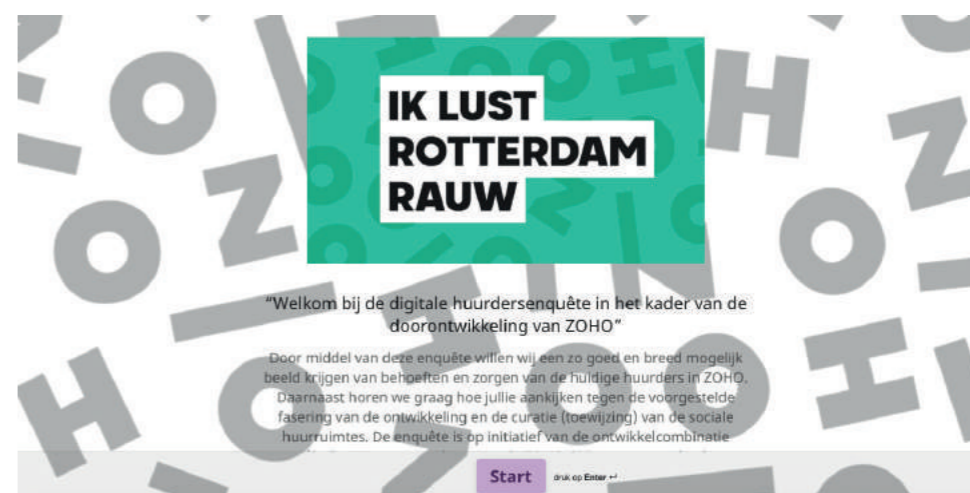 IK LUST
ROTTERDAM
RAUW
“Welkom bij de digitale huurdersenquête in het kader van de
doorontwikkeling van ZOHO”
Door middel van deze enquête willen wij een zo goed en breed mogelijk
beeld krijgen van behoeften en zorgen van de huidige huurders in ZOHO.
Daarnaast horen we graag hoe jullie aankijken tegen de voorgestelde
fasering van de ontwikkeling en de curatie (toewijzing) van de sociale
huurruimtes. De enquête is op initiatief van de ontwikkelcombinatie
Start druk op Enter ↵